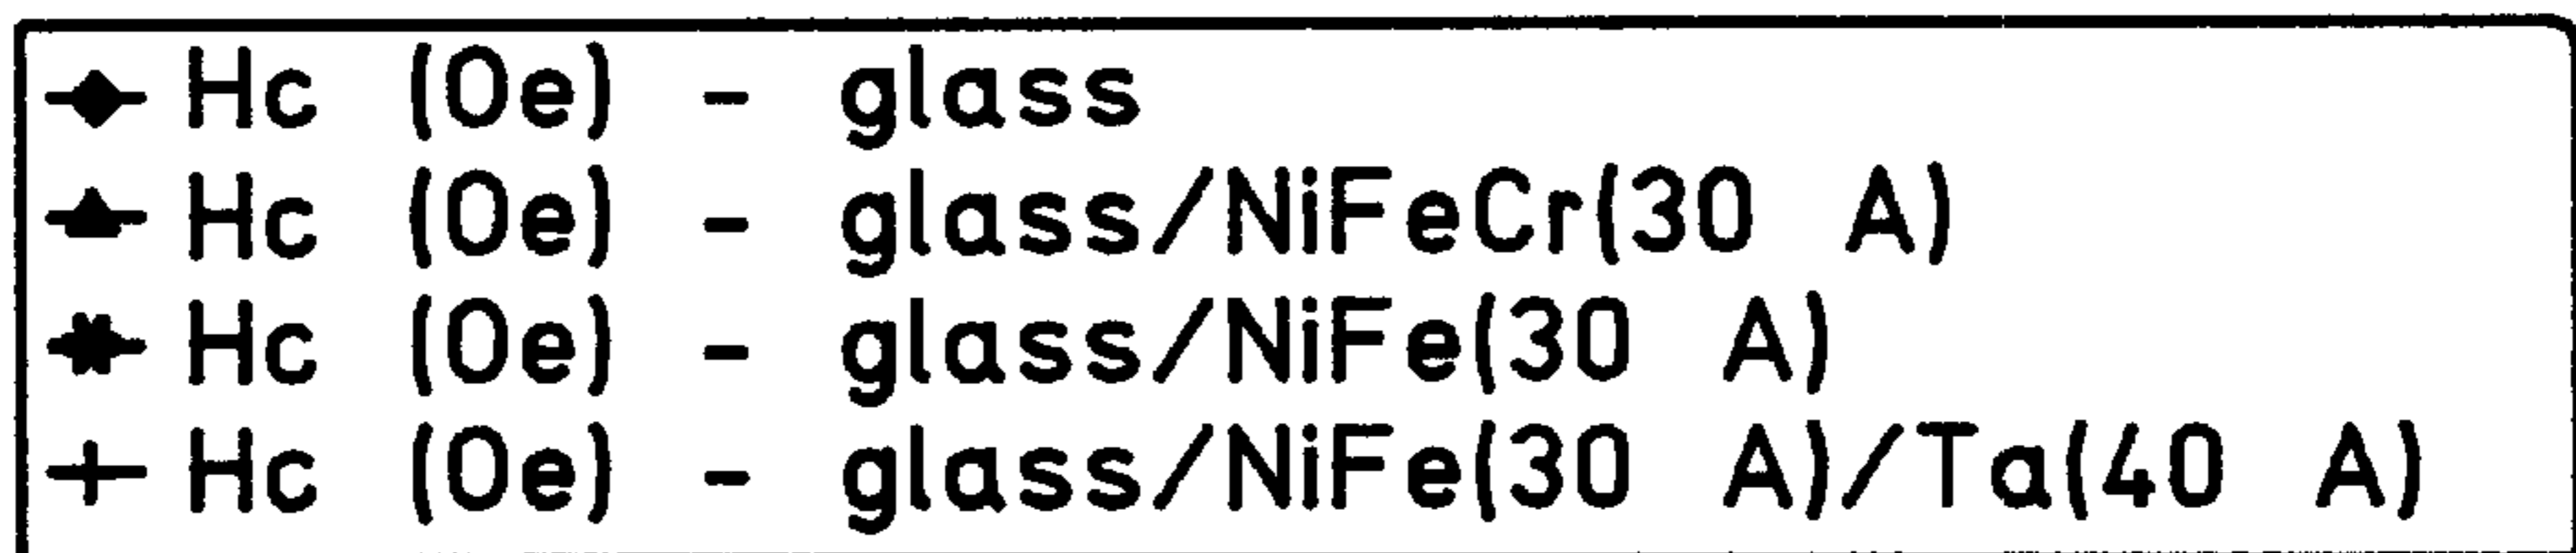 Hc (Oe) - glass
Hc (Oe) - glass/NiFeCr(30 A)
Hc (Oe) - glass/NiFe(30 A)
Hc (Oe) - glass/NiFe(30 A)/Ta(40 A)